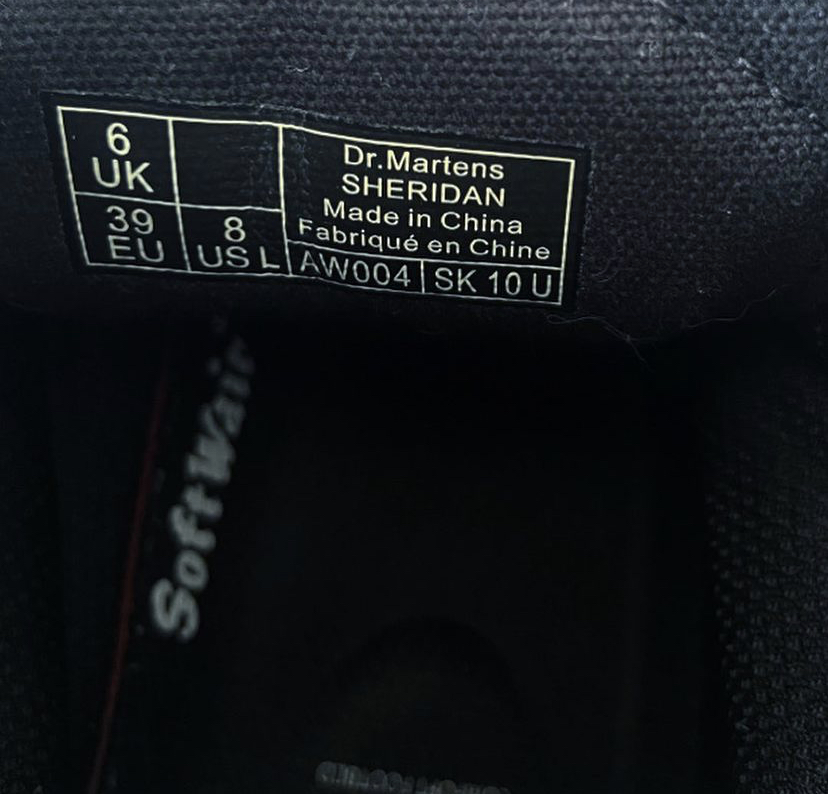 6
UK
39
EU
8
US L
Dr.Martens
SHERIDAN
Made in China
Fabriqué en Chine
AW004
SK 10 U
SoftWair